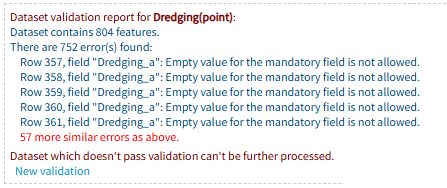 Dataset validation report for Dredging(point):
Dataset contains 804 features.
There are 752 error(s) found:
Row 357, field "Dredging_a": Empty value for the mandatory field is not allowed.
Row 358, field "Dredging_a": Empty value for the mandatory field is not allowed.
Row 359, field "Dredging_a": Empty value for the mandatory field is not allowed.
Row 360, field "Dredging_a": Empty value for the mandatory field is not allowed.
Row 361, field "Dredging_a": Empty value for the mandatory field is not allowed.
57 more similar errors as above.
Dataset which doesn't pass validation can't be further processed.
New validation